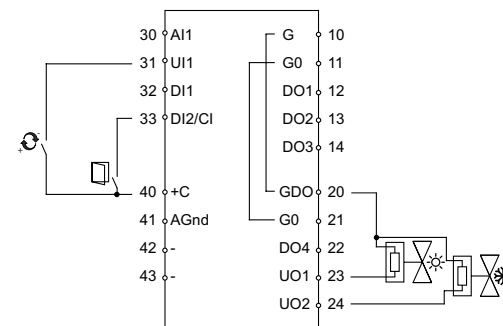 30 AI1
31 UI1
32 DI1
33 DI2/CI
40 +C
41 AGnd
42 -
43 -
G 10
G0 11
DO1 12
DO2 13
DO3 14
GDO 20
G0 21
DO4 22
UO1 23
UO2 24
- +